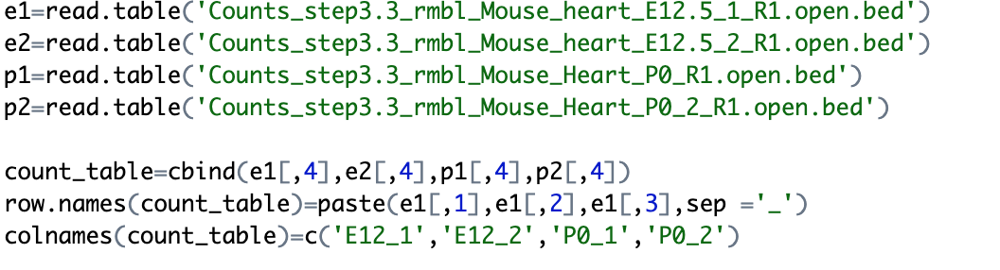 e1=read.table('Counts_step3.3_rmbl_Mouse_heart_E12.5_1_R1.open.bed')
e2=read.table('Counts_step3.3_rmbl_Mouse_heart_E12.5_2_R1.open.bed')
p1=read.table('Counts_step3.3_rmbl_Mouse_Heart_P0_R1.open.bed')
p2=read.table('Counts_step3.3_rmbl_Mouse_Heart_P0_2_R1.open.bed')
count_table=cbind(e1[,4],e2[,4],p1[,4],p2[,4])
row.names(count_table)=paste(e1[,1],e1[,2],e1[,3],sep ='_')
colnames(count_table)=c('E12_1','E12_2','P0_1','P0_2')